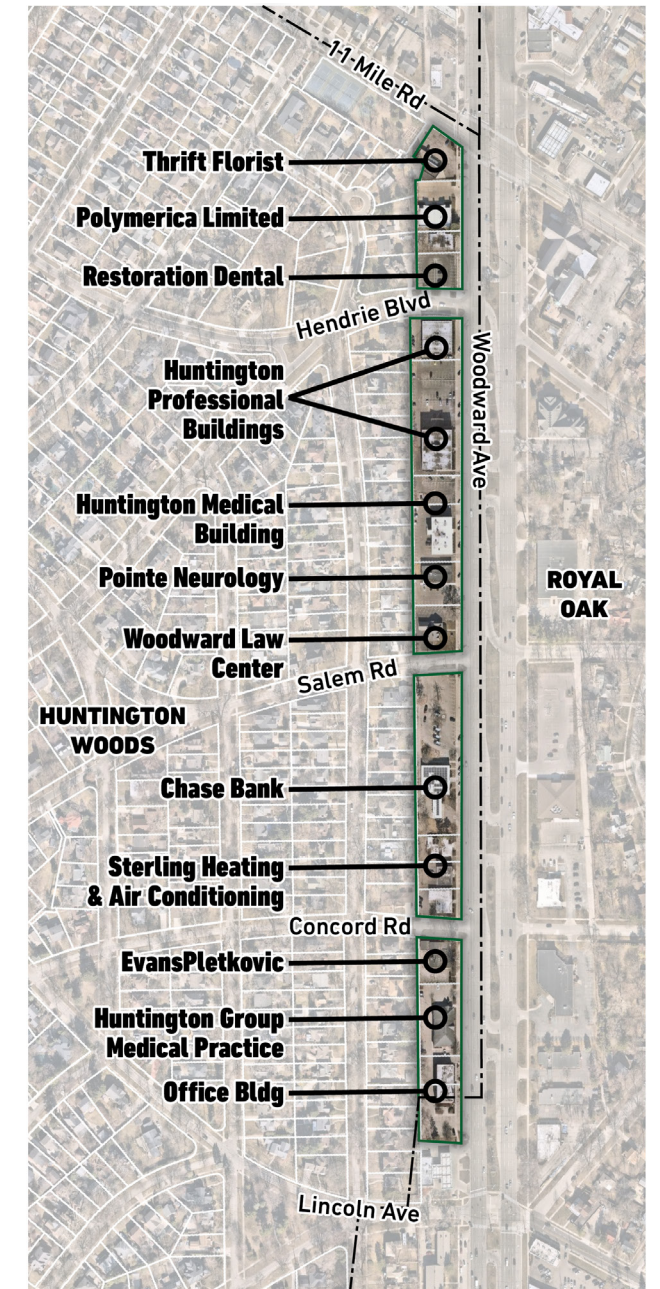 11 Mile Rd
Thrift Florist
Polymerica Limited
Restoration Dental
Hendrie Blvd
Woodward Ave
Huntington
Professional
Buildings
Huntington Medical
Building
Pointe Neurology
ROYAL
OAK
Woodward Law
Center
Salem Rd
HUNTINGTON
WOODS
Chase Bank
Sterling Heating
& Air Conditioning
Concord Rd
EvansPletkovic
Huntington Group
Medical Practice
Office Bldg
Lincoln Ave